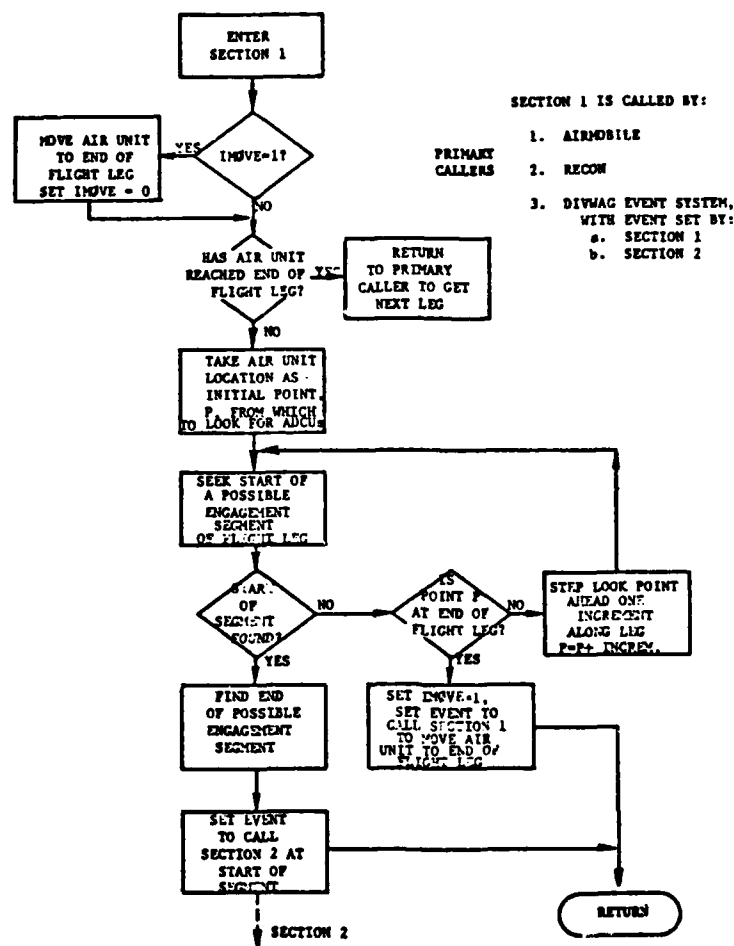 ENTER
SECTION 1
SECTION 1 IS CALLED BY:
PRIMARY
CALLERS
1. AIRMOBILE
2. RECON
3. DIVWAG EVENT SYSTEM,
WITH EVENT SET BY:
a. SECTION 1
b. SECTION 2
IMØVE=1?
YES
MOVE AIR UNIT
TO END OF
FLIGHT LEG
SET IMØVE = 0
NO
HAS AIR UNIT
REACHED END OF
FLIGHT LEG?
YES
RETURN
TO PRIMARY
CALLER TO GET
NEXT LEG
NO
TAKE AIR UNIT
LOCATION AS
INITIAL POINT,
P, FROM WHICH
TO LOOK FOR ADCUs
SEEK START OF
A POSSIBLE
ENGAGEMENT
SEGMENT
OF FLIGHT LEG
START
OF
SEGMENT
FOUND?
NO
IS
POINT P
AT END OF
FLIGHT LEG?
NO
STEP LOOK POINT
AHEAD ONE
INCREMENT
ALONG LEG
P=P+ INCREM.
YES
YES
FIND END
OF POSSIBLE
ENGAGEMENT
SEGMENT
SET IMØVE=1,
SET EVENT TO
CALL SECTION 1
TO MOVE AIR
UNIT TO END OF
FLIGHT LEG
SET EVENT
TO CALL
SECTION 2 AT
START OF
SEGMENT
SECTION 2
RETURN